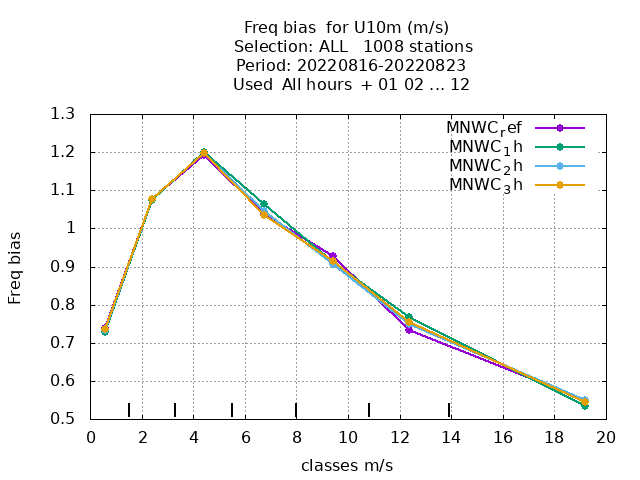 Freq bias  for U10m (m/s)
Selection: ALL   1008 stations
Period: 20220816-20220823
Used  All hours  + 01 02 ... 12
MNWC_ref
MNWC_1h
MNWC_2h
MNWC_3h
1.3
1.2
1.1
1
0.9
0.8
0.7
0.6
0.5
Freq bias
0 2 4 6 8 10 12 14 16 18 20
classes m/s